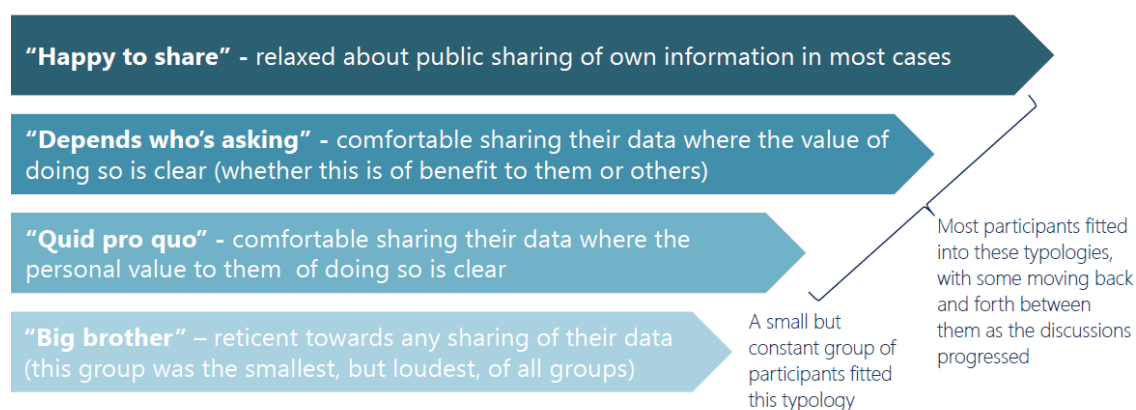 “Happy to share” - relaxed about public sharing of own information in most cases
“Depends who’s asking” - comfortable sharing their data where the value of
doing so is clear (whether this is of benefit to them or others)
“Quid pro quo” - comfortable sharing their data where the
personal value to them  of doing so is clear
“Big brother” – reticent towards any sharing of their data
(this group was the smallest, but loudest, of all groups)
Most participants fitted
into these typologies,
with some moving back
and forth between
them as the discussions
progressed
A small but
constant group of
participants fitted
this typology